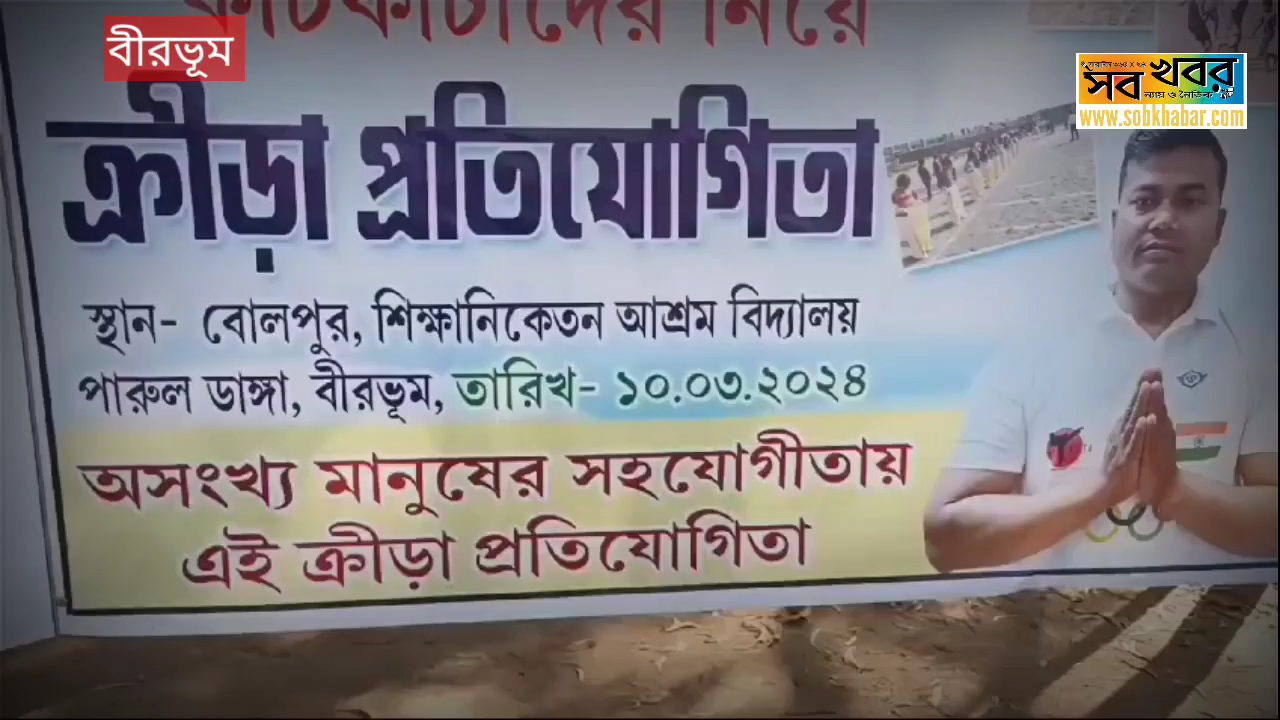 বীরভূম
কচিকাচাদের নিয়ে
সব খবর
ন্যায় ও নৈতিক
www.sobkhabar.com
ক্রীড়া প্রতিযোগিতা
স্থান- বোলপুর, শিক্ষানিকেতন আশ্রম বিদ্যালয়
পারুল ডাঙ্গা, বীরভূম, তারিখ- ১০.০৩.২০২৪
অসংখ্য মানুষের সহযোগীতায়
এই ক্রীড়া প্রতিযোগিতা